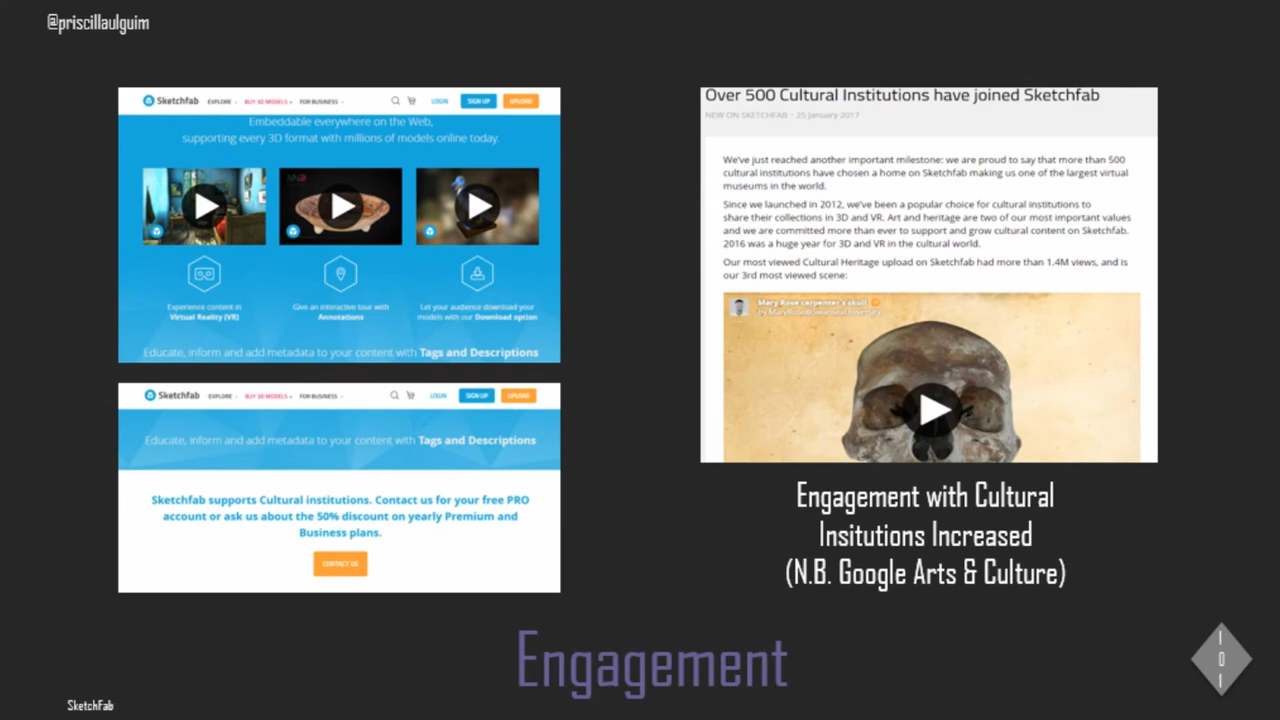 @priscillaulguim
Sketchfab EXPLORE BUY 3D MODELS FOR BUSINESS LOGIN SIGN UP UPLOAD
Embeddable everywhere on the Web,
supporting every 3D format with millions of models online today.
Experience content in
Virtual Reality (VR)
Give an interactive tour with
Annotations
Let your audience download your
models with our Download option
Educate, inform and add metadata to your content with Tags and Descriptions
Sketchfab EXPLORE BUY 3D MODELS FOR BUSINESS LOGIN SIGN UP UPLOAD
Educate, inform and add metadata to your content with Tags and Descriptions
Sketchfab supports Cultural institutions. Contact us for your free PRO
account or ask us about the 50% discount on yearly Premium and
Business plans.
CONTACT US
Over 500 Cultural Institutions have joined Sketchfab
NEW ON SKETCHFAB - 25 January 2017
We've just reached another important milestone: we are proud to say that more than 500
cultural institutions have chosen a home on Sketchfab making us one of the largest virtual
museums in the world.
Since we launched in 2012, we've been a popular choice for cultural institutions to
share their collections in 3D and VR. Art and heritage are two of our most important values
and we are committed more than ever to support and grow cultural content on Sketchfab.
2016 was a huge year for 3D and VR in the cultural world.
Our most viewed Cultural Heritage upload on Sketchfab had more than 1.4M views, and is
our 3rd most viewed scene:
Mary Rose carpenter's skull
Engagement with Cultural
Insitutions Increased
(N.B. Google Arts & Culture)
Engagement
SketchFab